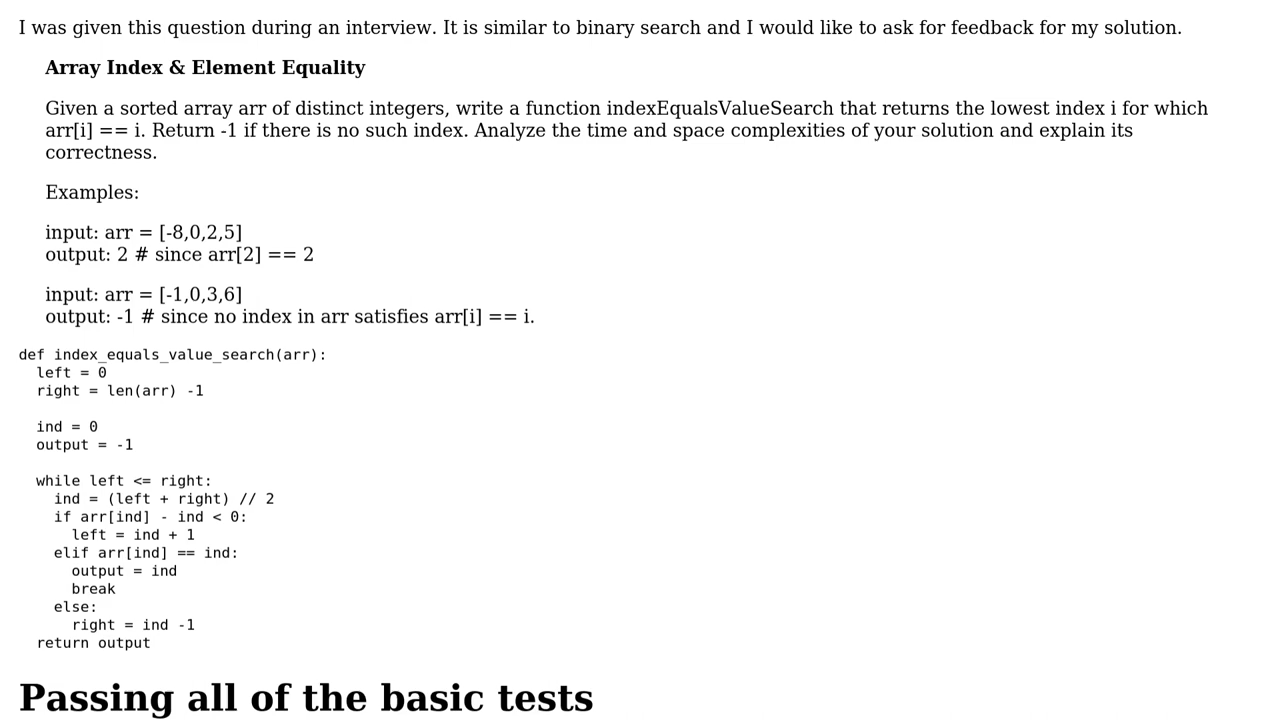 I was given this question during an interview. It is similar to binary search and I would like to ask for feedback for my solution.
Array Index & Element Equality
Given a sorted array arr of distinct integers, write a function indexEqualsValueSearch that returns the lowest index i for which
arr[i] == i. Return -1 if there is no such index. Analyze the time and space complexities of your solution and explain its
correctness.
Examples:
input: arr = [-8,0,2,5]
output: 2 # since arr[2] == 2
input: arr = [-1,0,3,6]
output: -1 # since no index in arr satisfies arr[i] == i.
def index_equals_value_search(arr):
  left = 0
  right = len(arr) -1
  ind = 0
  output = -1
  while left <= right:
    ind = (left + right) // 2
    if arr[ind] - ind < 0:
      left = ind + 1
    elif arr[ind] == ind:
      output = ind
      break
    else:
      right = ind -1
  return output
Passing all of the basic tests